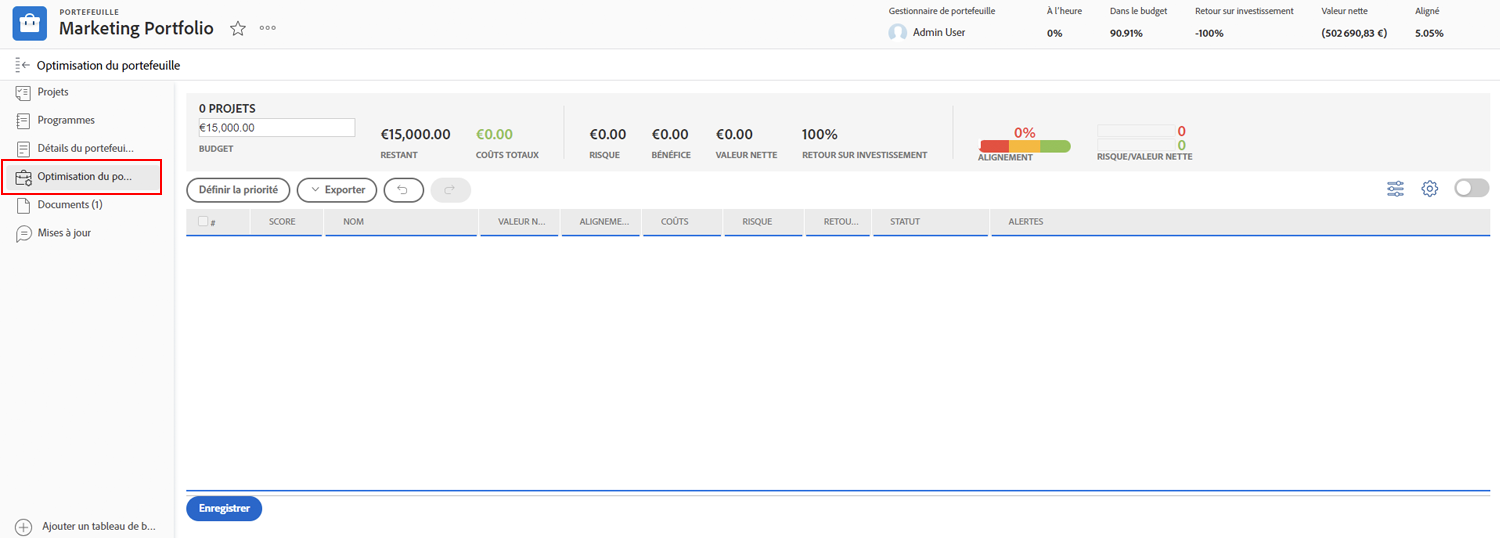 PORTEFEUILLE
Marketing Portfolio
Gestionnaire de portefeuille
Admin User
À l’heure
0%
Dans le budget
90.91%
Retour sur investissement
-100%
Valeur nette
(502 690,83 €)
Aligné
5.05%
Optimisation du portefeuille
Projets
Programmes
Détails du portefeui...
Optimisation du po...
Documents (1)
Mises à jour
Ajouter un tableau de b...
0 PROJETS
€15,000.00
BUDGET
€15,000.00
RESTANT
€0.00
COÛTS TOTAUX
€0.00
RISQUE
€0.00
BÉNÉFICE
€0.00
VALEUR NETTE
100%
RETOUR SUR INVESTISSEMENT
0%
ALIGNEMENT
0
0
RISQUE/VALEUR NETTE
Définir la priorité
Exporter
# SCORE NOM VALEUR N... ALIGNEME... COÛTS RISQUE RETOU... STATUT ALERTES
Enregistrer